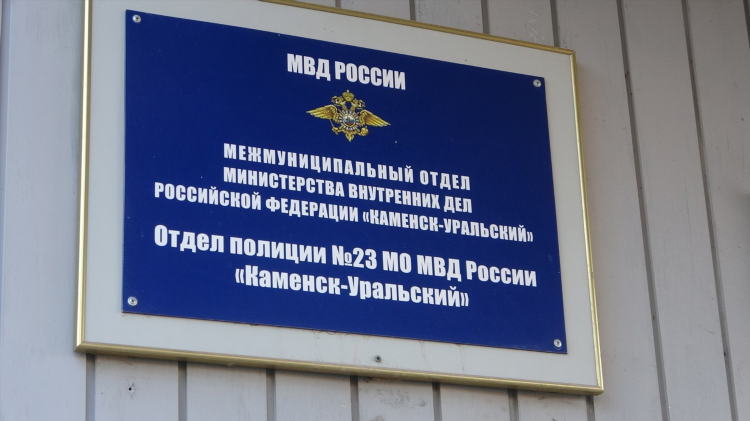 МВД РОССИИ
МЕЖМУНИЦИПАЛЬНЫЙ ОТДЕЛ
МИНИСТЕРСТВА ВНУТРЕННИХ ДЕЛ
РОССИЙСКОЙ ФЕДЕРАЦИИ «КАМЕНСК-УРАЛЬСКИЙ»
Отдел полиции №23 МО МВД России
«Каменск-Уральский»